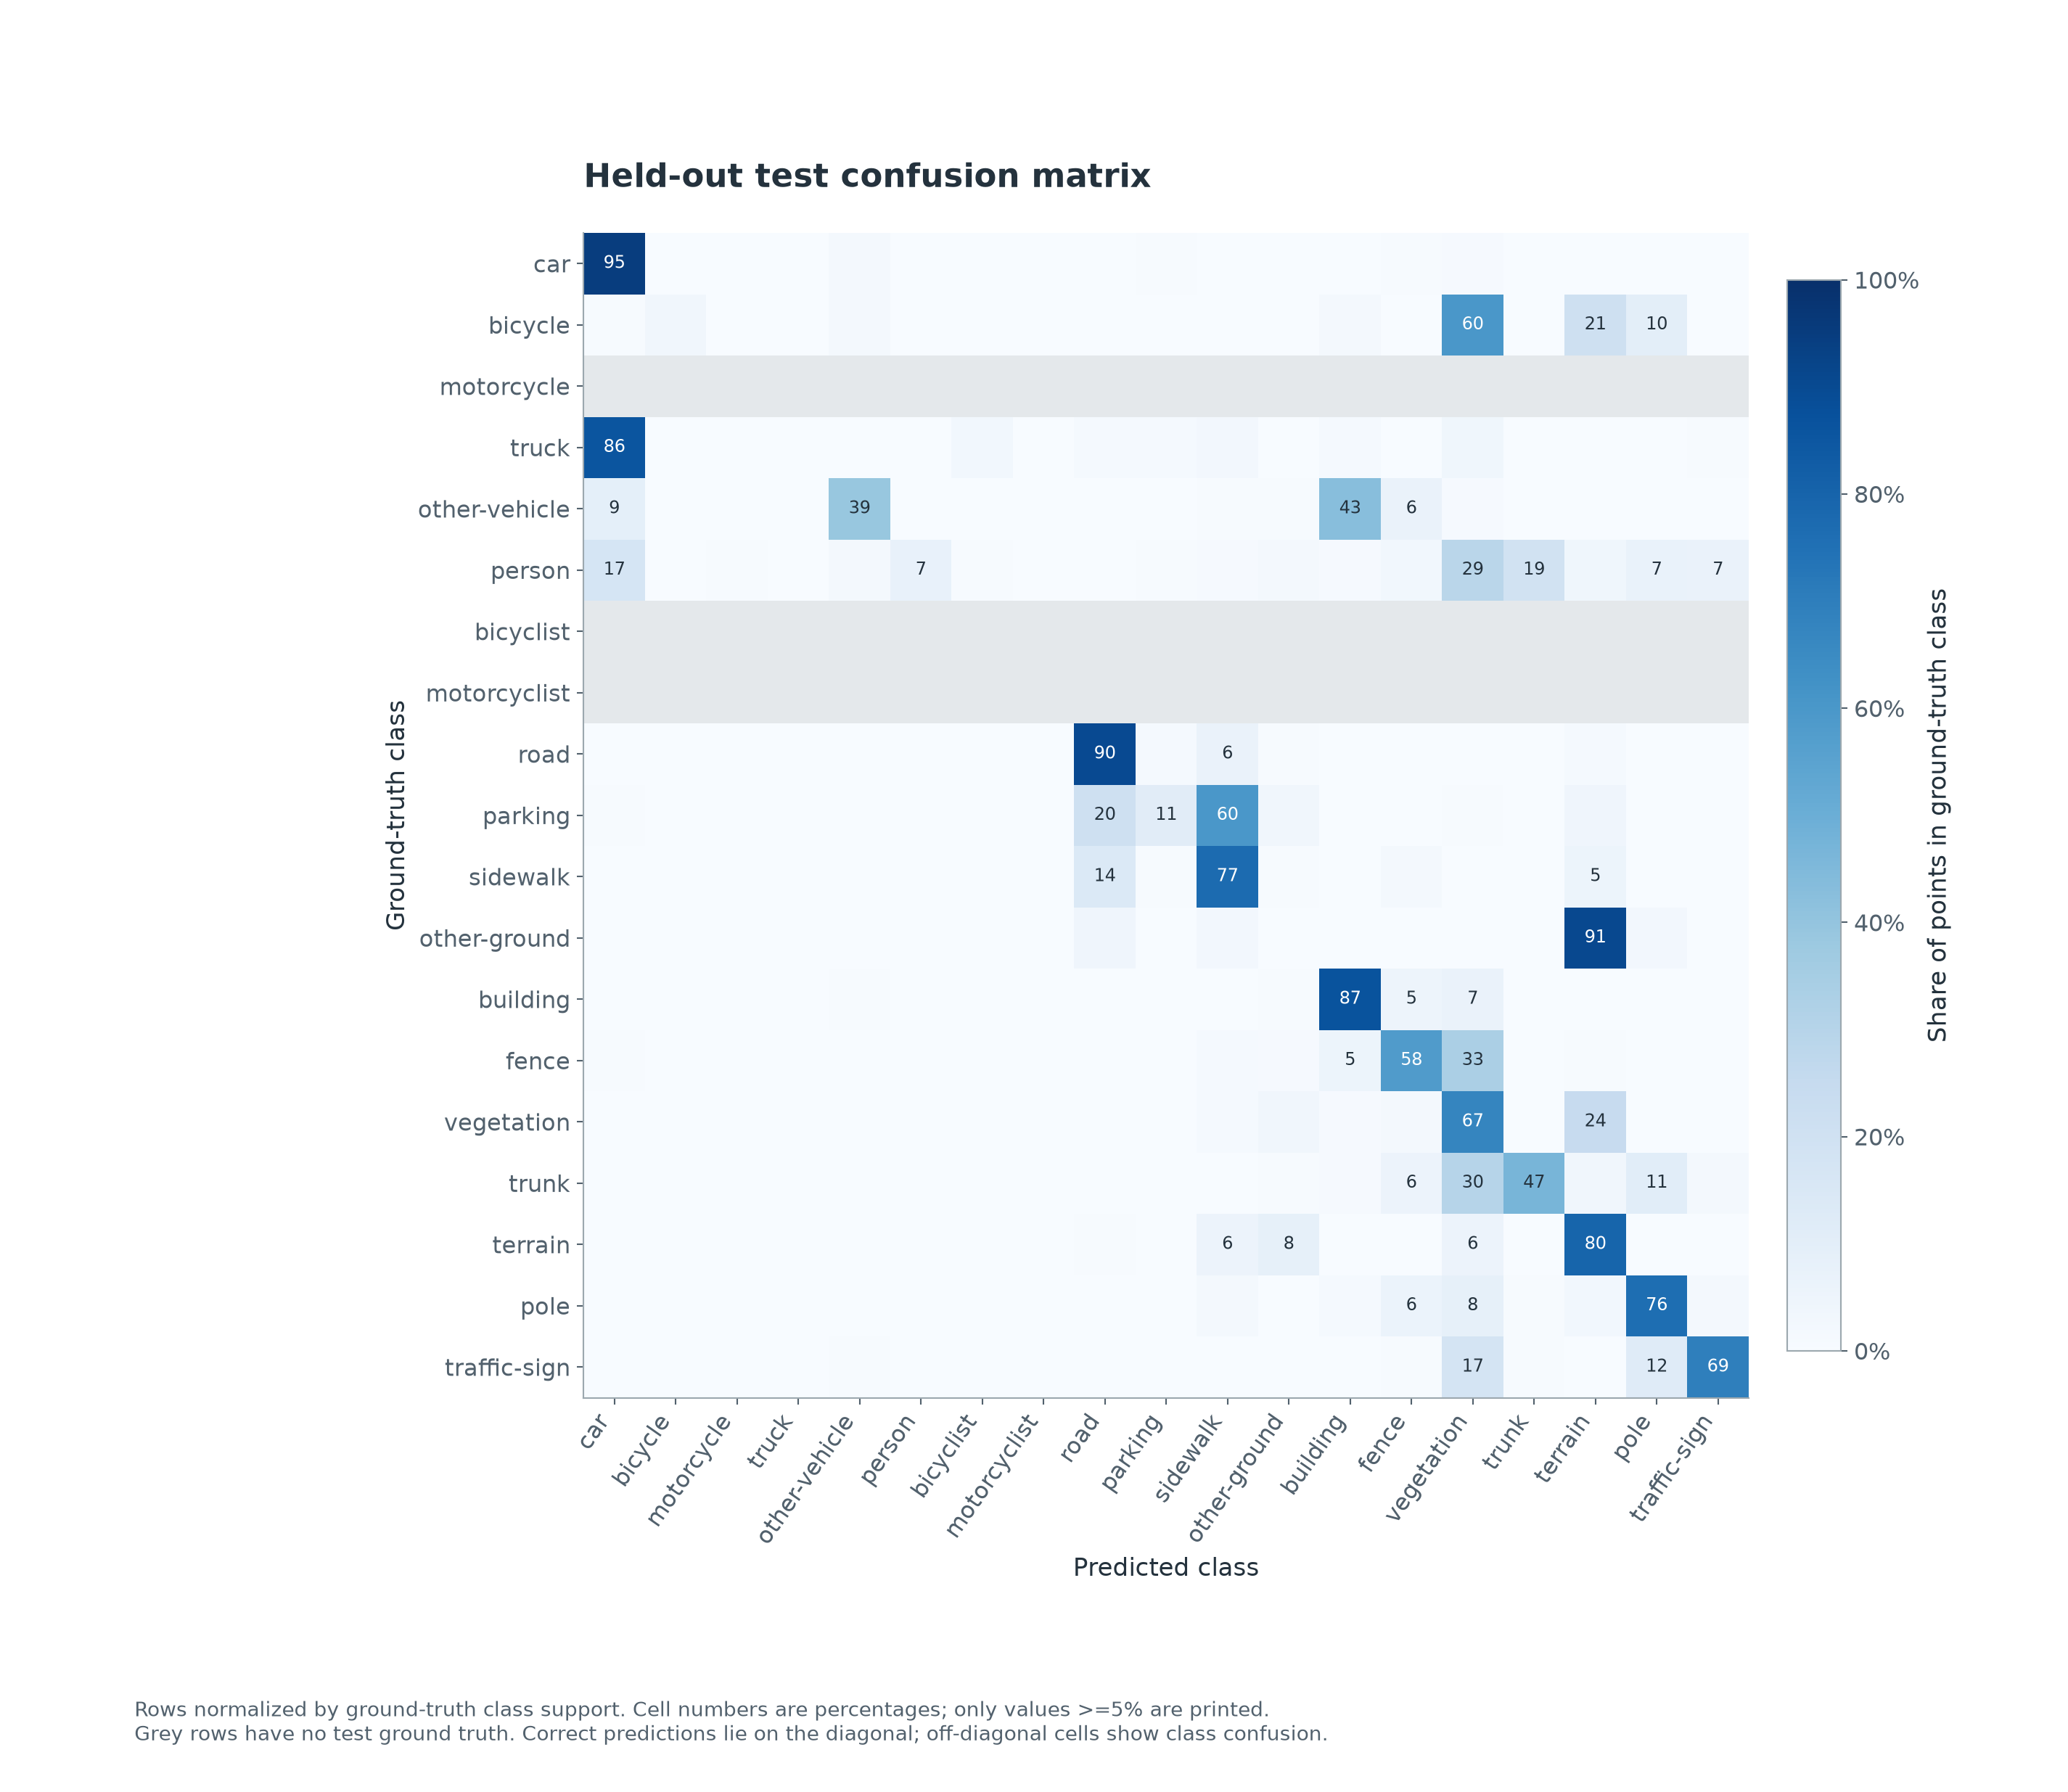 Held-out test confusion matrix
car 95
bicycle 60 21 10
motorcycle
truck 86
other-vehicle 9 39 43 6
person 17 7 29 19 7 7
bicyclist
motorcyclist
road 90 6
parking 20 11 60
sidewalk 14 77 5
other-ground 91
building 87 5 7
fence 5 58 33
vegetation 67 24
trunk 6 30 47 11
terrain 6 8 6 80
pole 6 8 76
traffic-sign 17 12 69
Ground-truth class
car
bicycle
motorcycle
truck
other-vehicle
person
bicyclist
motorcyclist
road
parking
sidewalk
other-ground
building
fence
vegetation
trunk
terrain
pole
traffic-sign
Predicted class
100%
80%
60%
40%
20%
0%
Share of points in ground-truth class
Rows normalized by ground-truth class support. Cell numbers are percentages; only values >=5% are printed.
Grey rows have no test ground truth. Correct predictions lie on the diagonal; off-diagonal cells show class confusion.